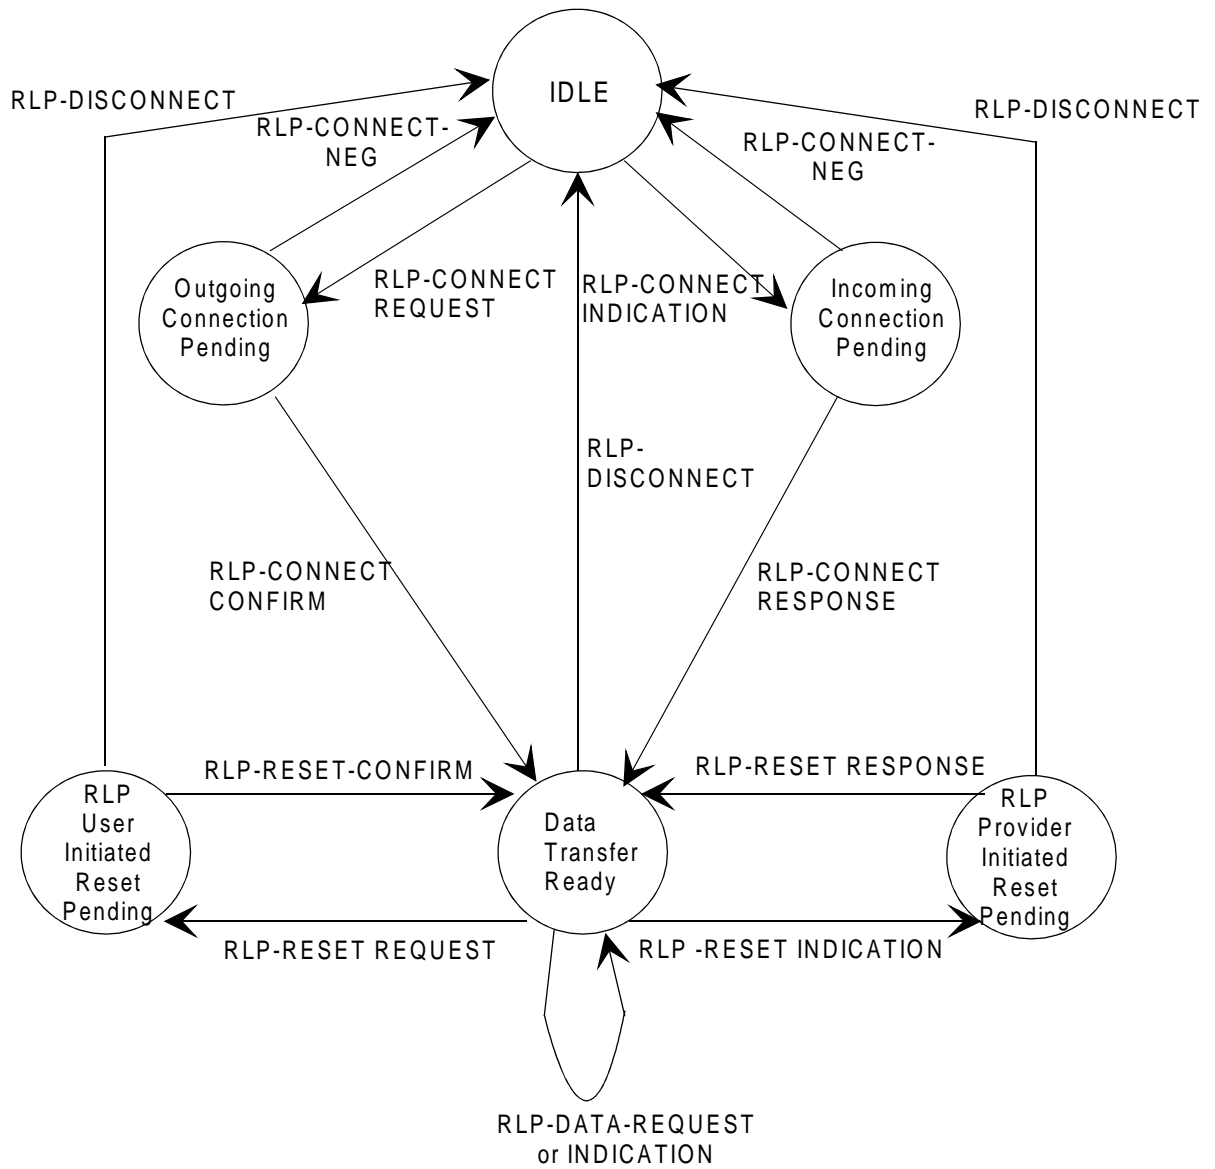 IDLE
RLP-DISCONNECT
RLP-DISCONNECT
RLP-CONNECT-
NEG
RLP-CONNECT-
NEG
RLP-CONNECT
REQUEST
RLP-CONNECT
INDICATION
Outgoing
Connection
Pending
Incoming
Connection
Pending
RLP-
DISCONNECT
RLP-CONNECT
CONFIRM
RLP-CONNECT
RESPONSE
RLP-RESET-CONFIRM
RLP-RESET RESPONSE
RLP
User
Initiated
Reset
Pending
Data
Transfer
Ready
RLP
Provider
Initiated
Reset
Pending
RLP-RESET REQUEST
RLP -RESET INDICATION
RLP-DATA-REQUEST
or INDICATION